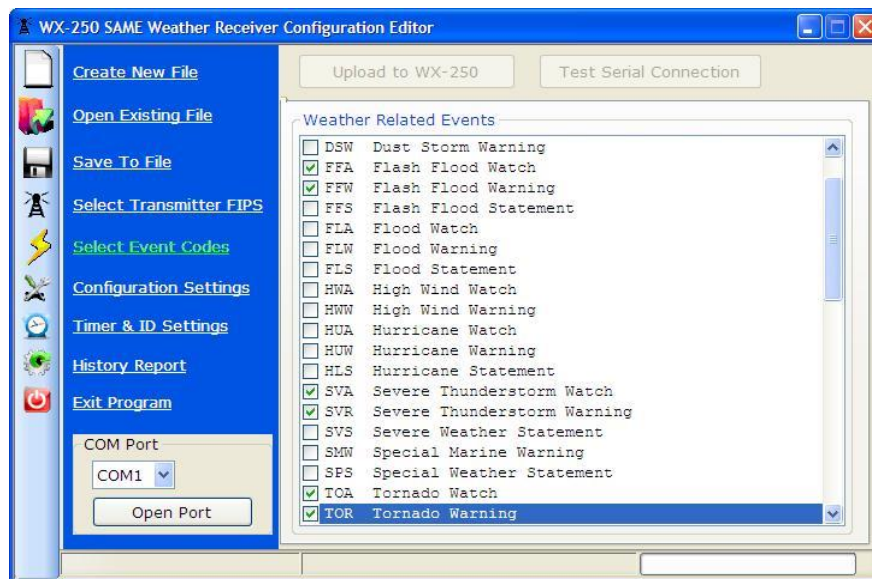 WX-250 SAME Weather Receiver Configuration Editor
Create New File
Open Existing File
Save To File
Select Transmitter FIPS
Select Event Codes
Configuration Settings
Timer & ID Settings
History Report
Exit Program
COM Port
COM1
Open Port
Upload to WX-250
Test Serial Connection
Weather Related Events
DSW Dust Storm Warning
FFA Flash Flood Watch
FFW Flash Flood Warning
FFS Flash Flood Statement
FLA Flood Watch
FLW Flood Warning
FLS Flood Statement
HWA High Wind Watch
HWW High Wind Warning
HUA Hurricane Watch
HUW Hurricane Warning
HLS Hurricane Statement
SVA Severe Thunderstorm Watch
SVR Severe Thunderstorm Warning
SVS Severe Weather Statement
SMW Special Marine Warning
SPS Special Weather Statement
TOA Tornado Watch
TOR Tornado Warning